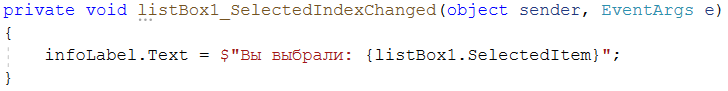 private void listBox1_SelectedIndexChanged(object sender, EventArgs e)
{
    infoLabel.Text = $"Вы выбрали: {listBox1.SelectedItem}";
}